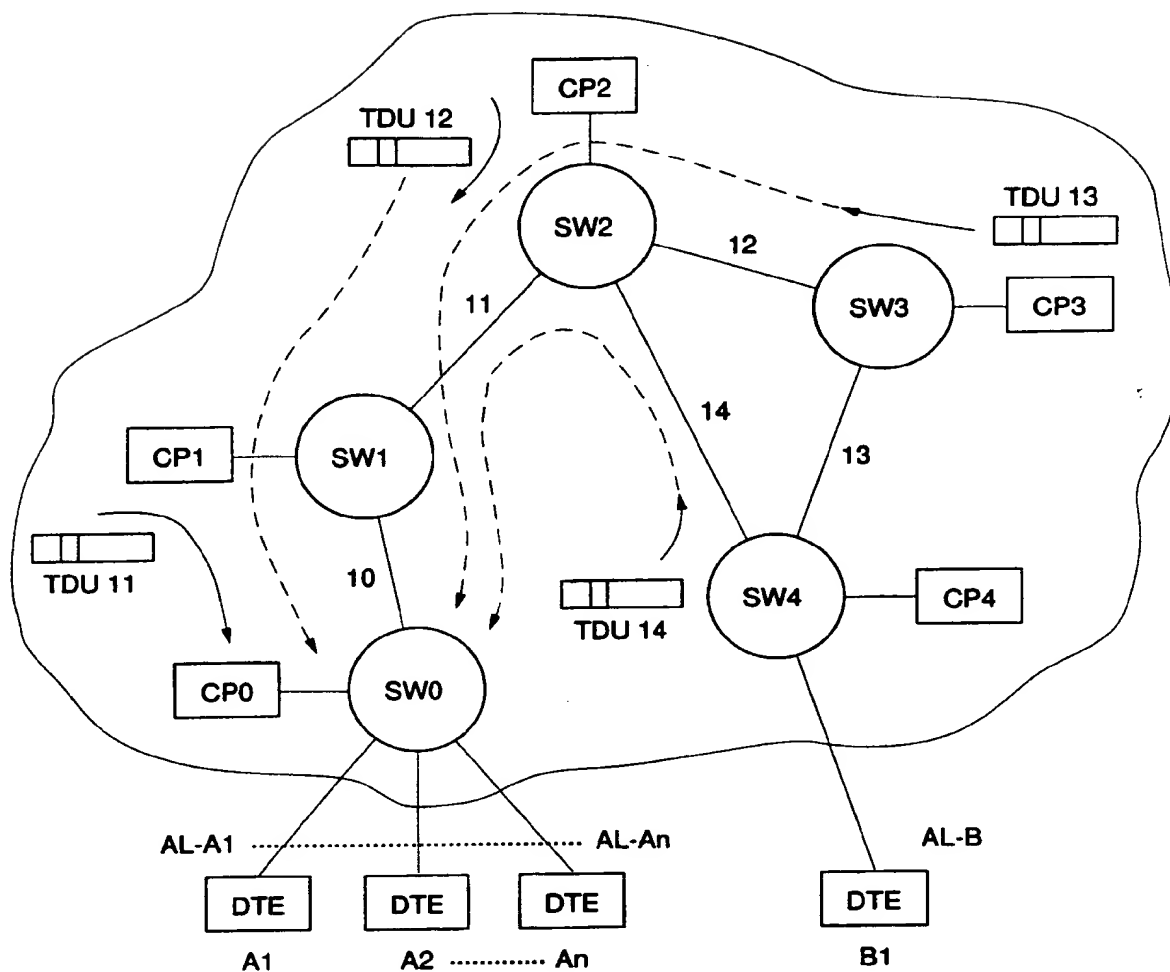 CP2
TDU 12
TDU 13
SW2
12
SW3
CP3
11
14
CP1
SW1
13
TDU 11
10
SW4
CP4
TDU 14
CP0
SW0
AL-A1
AL-An
AL-B
DTE
DTE
DTE
DTE
A1
A2
An
B1